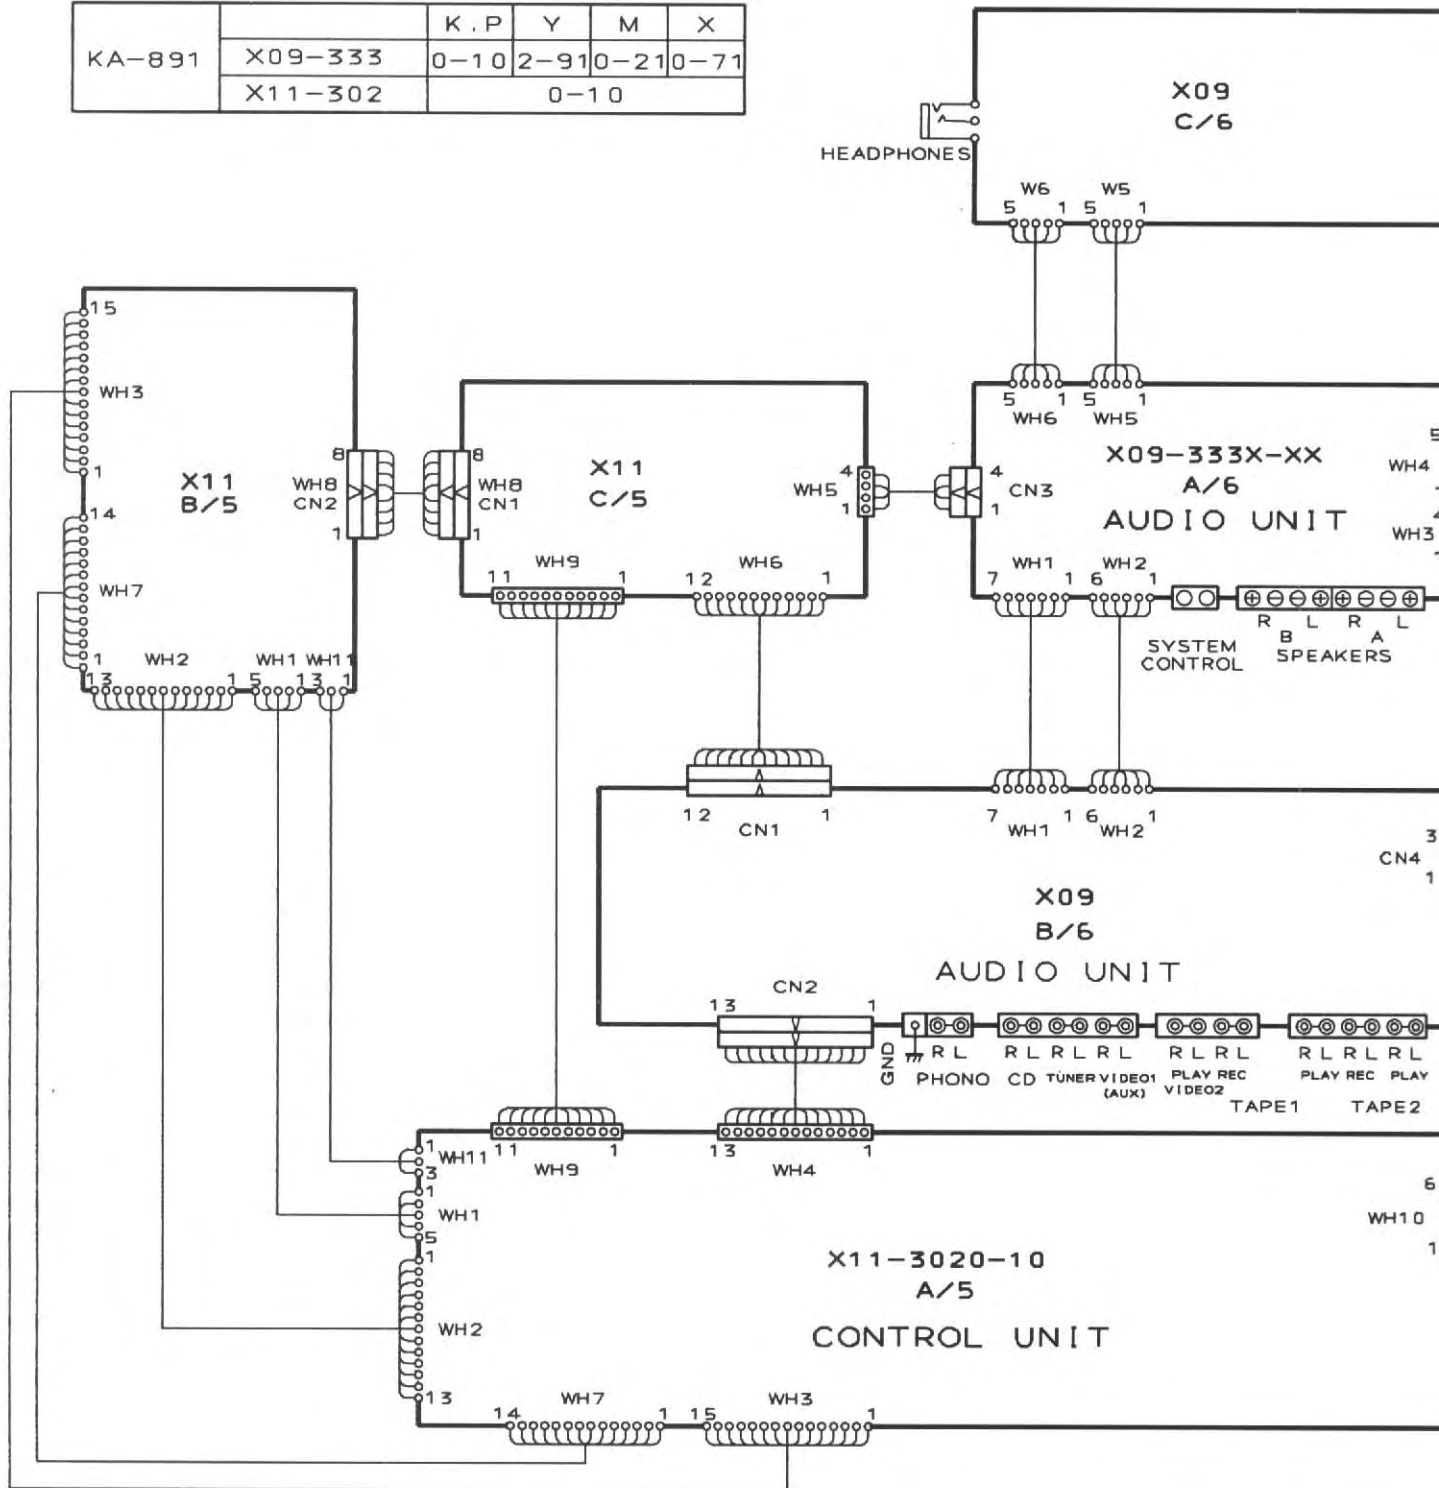 K.P Y M X
KA-891 X09-333 0-10 2-91 0-21 0-71
X11-302 0-10
X09
C/6
HEADPHONES
W6 W5
5 1 5 1
15
WH3
1
X11
B/5
14
WH7
1
8
WH8
CN2
1
13 WH2 1 5 WH1 1 3 WH11 1
8
WH8
CN1
1
X11
C/5
4
WH5
1
11 WH9 1 12 WH6 1
5 1 5 1
WH6 WH5
4
CN3
1
X09-333X-XX
A/6
AUDIO UNIT
5
WH4
4
WH3
7 WH1 1 6 WH2 1
SYSTEM
CONTROL
R L R L
B A
SPEAKERS
12 CN1 1
7 WH1 1 6 WH2 1
3
CN4
1
X09
B/6
AUDIO UNIT
13 CN2 1
GND
R L R L R L R L R L R L R L R L R L
PHONO CD TUNER VIDEO1 PLAY REC PLAY REC PLAY
(AUX) VIDEO2
TAPE1 TAPE2
11 WH9 1
13 WH4 1
1
WH11
3
1
WH1
5
1
WH2
13
6
WH10
1
X11-3020-10
A/5
CONTROL UNIT
14 WH7 1 15 WH3 1